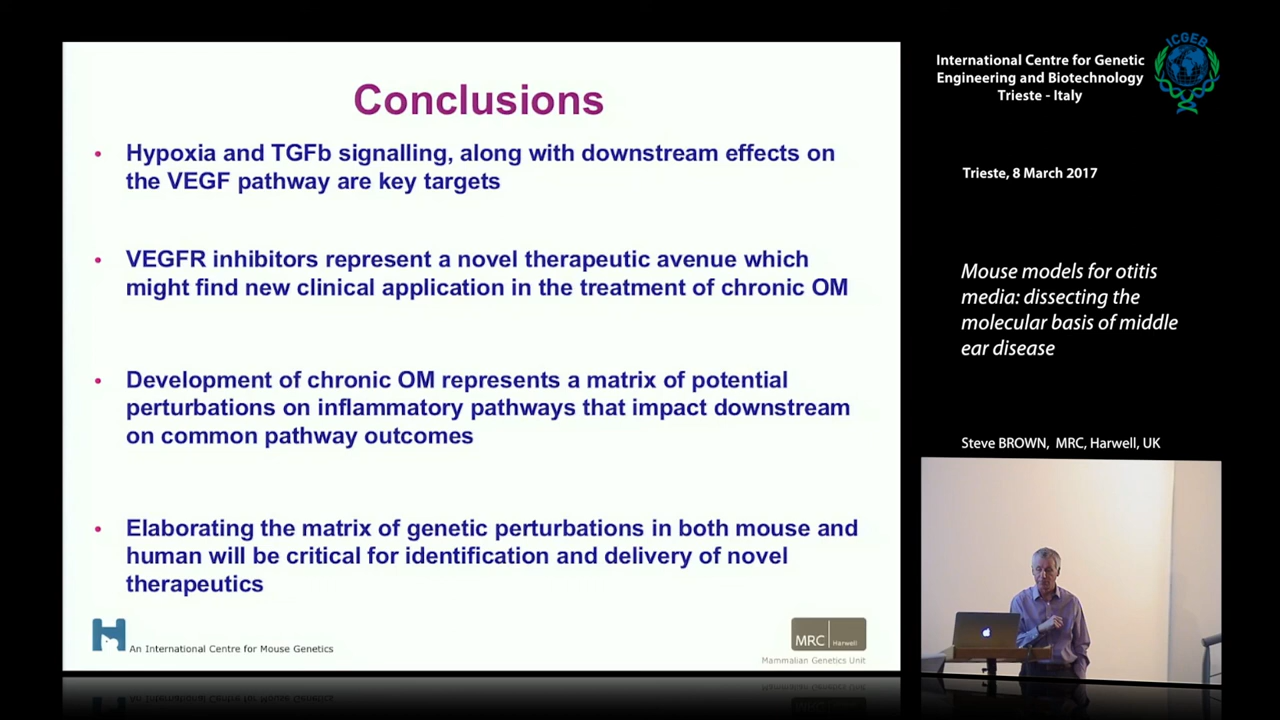 Conclusions
• Hypoxia and TGFb signalling, along with downstream effects on
the VEGF pathway are key targets
• VEGFR inhibitors represent a novel therapeutic avenue which
might find new clinical application in the treatment of chronic OM
• Development of chronic OM represents a matrix of potential
perturbations on inflammatory pathways that impact downstream
on common pathway outcomes
• Elaborating the matrix of genetic perturbations in both mouse and
human will be critical for identification and delivery of novel
therapeutics
An International Centre for Mouse Genetics
MRC Harwell
Mammalian Genetics Unit
International Centre for Genetic
Engineering and Biotechnology
Trieste - Italy
ICGEB
Trieste, 8 March 2017
Mouse models for otitis
media: dissecting the
molecular basis of middle
ear disease
Steve BROWN, MRC, Harwell, UK